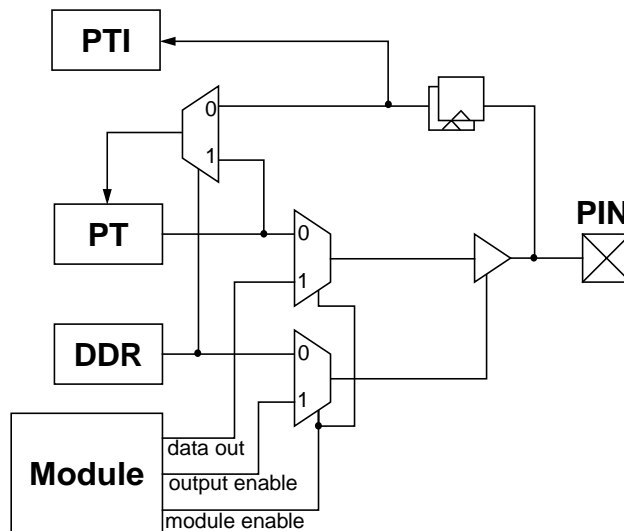 PTI
0
1
PT
PIN
0
1
DDR
0
1
Module
data out
output enable
module enable